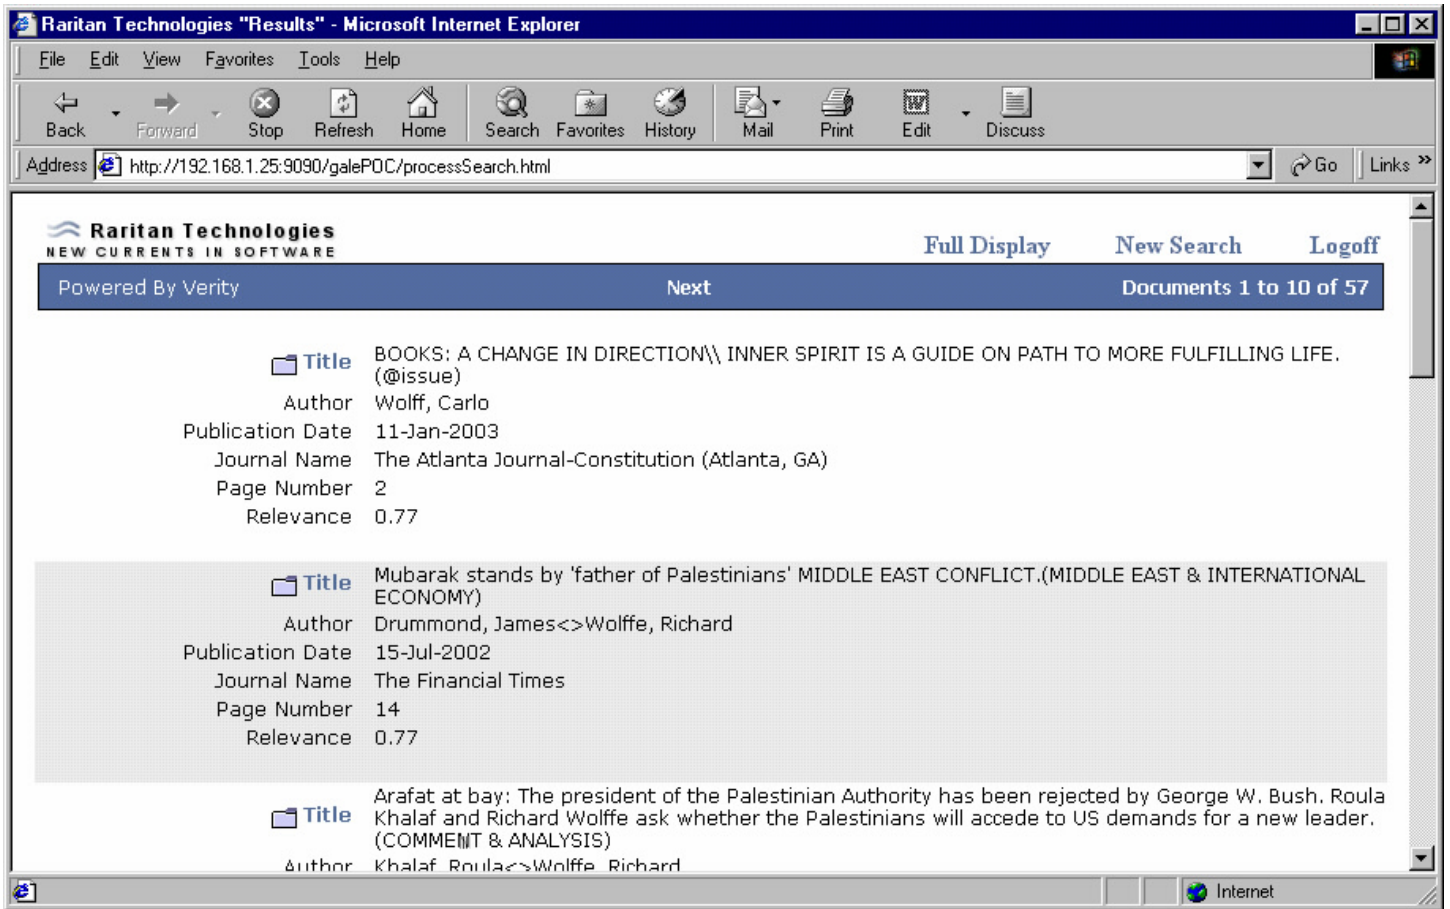 Raritan Technologies "Results" - Microsoft Internet Explorer
File Edit View Favorites Tools Help
Back Forward Stop Refresh Home Search Favorites History Mail Print Edit Discuss
Address http://192.168.1.25:9090/galePOC/processSearch.html Go Links »
Raritan Technologies
NEW CURRENTS IN SOFTWARE
Full Display New Search Logoff
Powered By Verity Next Documents 1 to 10 of 57
Title BOOKS: A CHANGE IN DIRECTION\\ INNER SPIRIT IS A GUIDE ON PATH TO MORE FULFILLING LIFE.
(@issue)
Author Wolff, Carlo
Publication Date 11-Jan-2003
Journal Name The Atlanta Journal-Constitution (Atlanta, GA)
Page Number 2
Relevance 0.77
Title Mubarak stands by 'father of Palestinians' MIDDLE EAST CONFLICT.(MIDDLE EAST & INTERNATIONAL
ECONOMY)
Author Drummond, James<>Wolffe, Richard
Publication Date 15-Jul-2002
Journal Name The Financial Times
Page Number 14
Relevance 0.77
Title Arafat at bay: The president of the Palestinian Authority has been rejected by George W. Bush. Roula
Khalaf and Richard Wolffe ask whether the Palestinians will accede to US demands for a new leader.
(COMMENT & ANALYSIS)
Author Khalaf, Roula<>Wolffe, Richard
Internet